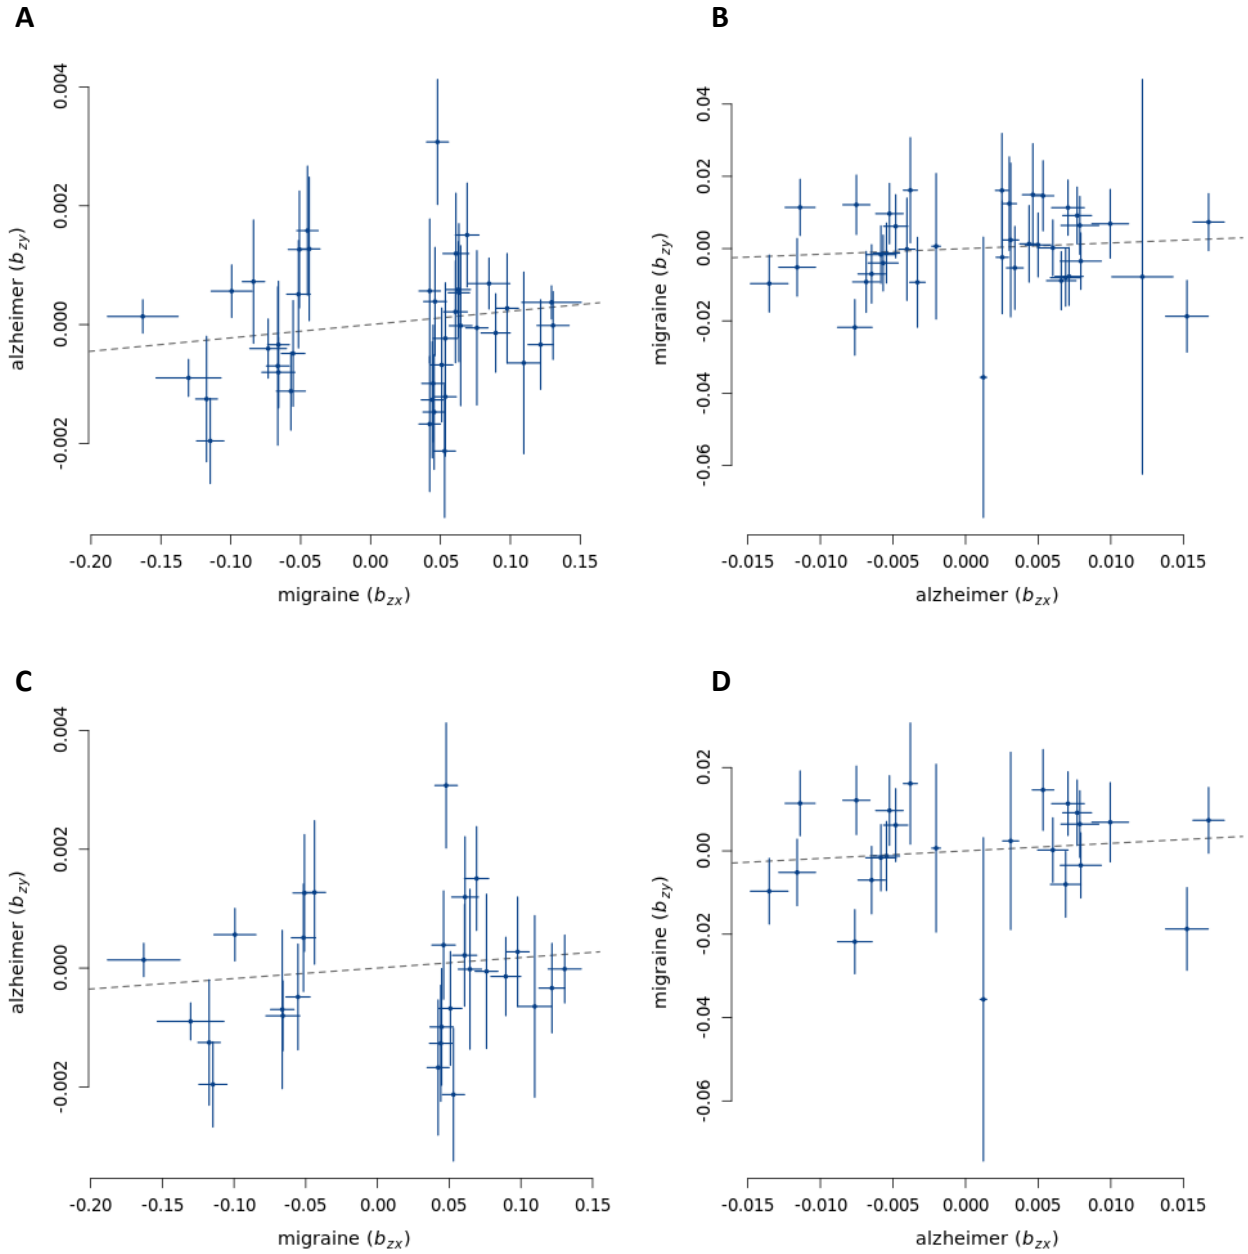 A
B
0.004
0.002
0.000
-0.002
alzheimer (bzy)
-0.20 -0.15 -0.10 -0.05 0.00 0.05 0.10 0.15
migraine (bzx)
0.04
0.02
0.00
-0.02
-0.04
-0.06
migraine (bzy)
-0.015 -0.010 -0.005 0.000 0.005 0.010 0.015
alzheimer (bzx)
C
D
0.004
0.002
0.000
-0.002
alzheimer (bzy)
-0.20 -0.15 -0.10 -0.05 0.00 0.05 0.10 0.15
migraine (bzx)
0.02
0.00
-0.02
-0.04
-0.06
migraine (bzy)
-0.015 -0.010 -0.005 0.000 0.005 0.010 0.015
alzheimer (bzx)